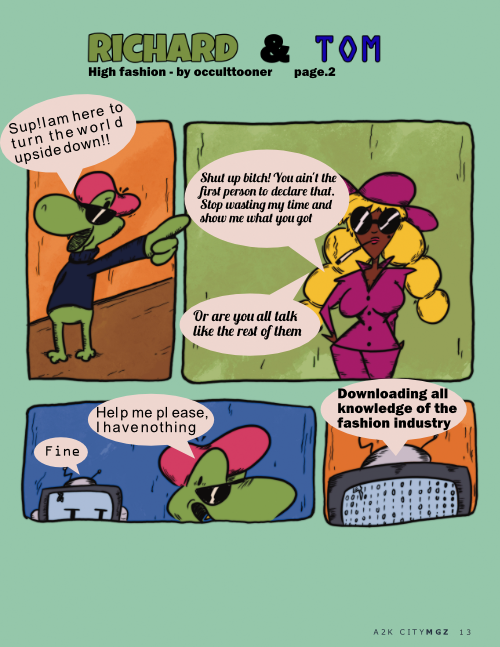 RICHARD & TOM
High fashion - by occulttooner page.2
Sup!Iam here to
turn the world
upside down!!
Shut up bitch! You ain't the
first person to declare that.
Stop wasting my time and
show me what you got
Or are you all talk
like the rest of them
Help me pl ease,
I have nothing
Fine
Downloading all
knowledge of the
fashion industry
A2K CITYMGZ 13